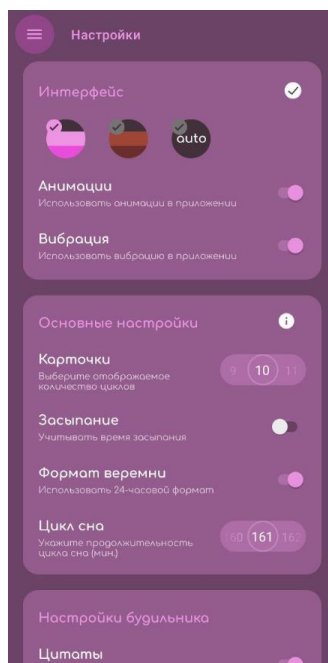 Настройки
Интерфейс
auto
Анимации
Использовать анимации в приложении
Вибрация
Использовать вибрацию в приложении
Основные настройки
Карточки
Выберите отображаемое
количество циклов
9 10 11
Засыпание
Учитывать время засыпания
Формат веремни
Использовать 24-часовой формат
Цикл сна
Укажите продолжительность
цикла сна (мин.)
160 161 162
Настройки будильника
Цитаты